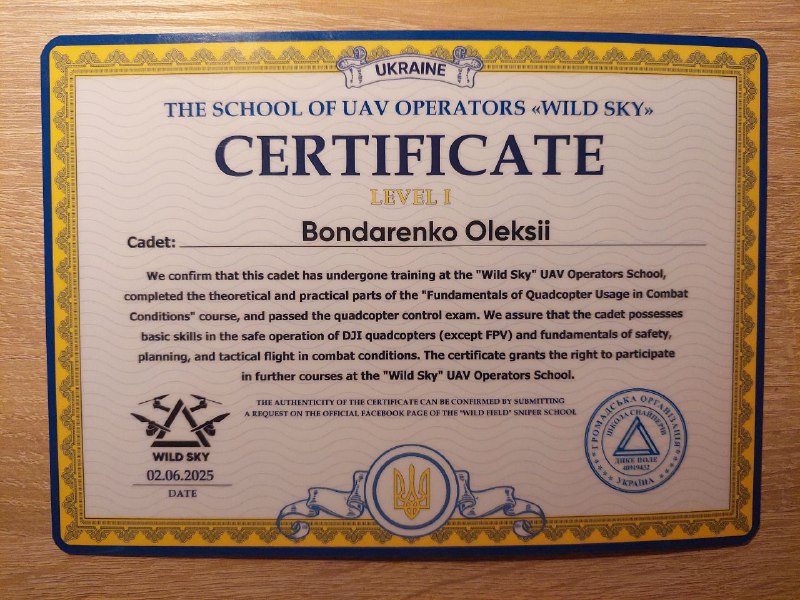 UKRAINE
THE SCHOOL OF UAV OPERATORS «WILD SKY»
CERTIFICATE
LEVEL I
Cadet: Bondarenko Oleksii
We confirm that this cadet has undergone training at the "Wild Sky" UAV Operators School,
completed the theoretical and practical parts of the "Fundamentals of Quadcopter Usage in Combat
Conditions" course, and passed the quadcopter control exam. We assure that the cadet possesses
basic skills in the safe operation of DJI quadcopters (except FPV) and fundamentals of safety,
planning, and tactical flight in combat conditions. The certificate grants the right to participate
in further courses at the "Wild Sky" UAV Operators School.
THE AUTHENTICITY OF THE CERTIFICATE CAN BE CONFIRMED BY SUBMITTING
A REQUEST ON THE OFFICIAL FACEBOOK PAGE OF THE "WILD FIELD" SNIPER SCHOOL
WILD SKY
02.06.2025
DATE
ГРОМАДСЬКА ОРГАНІЗАЦІЯ
ШКОЛА СНАЙПЕРІВ
ДИКЕ ПОЛЕ
40919452
УКРАЇНА